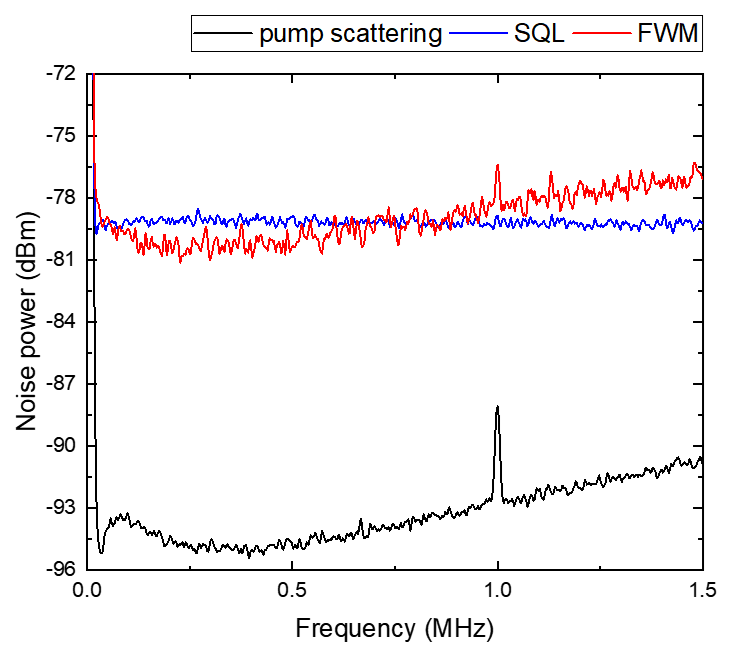 pump scattering SQL FWM
-72
-75
-78
-81
-84
-87
-90
-93
-96
Noise power (dBm)
0.0 0.5 1.0 1.5
Frequency (MHz)